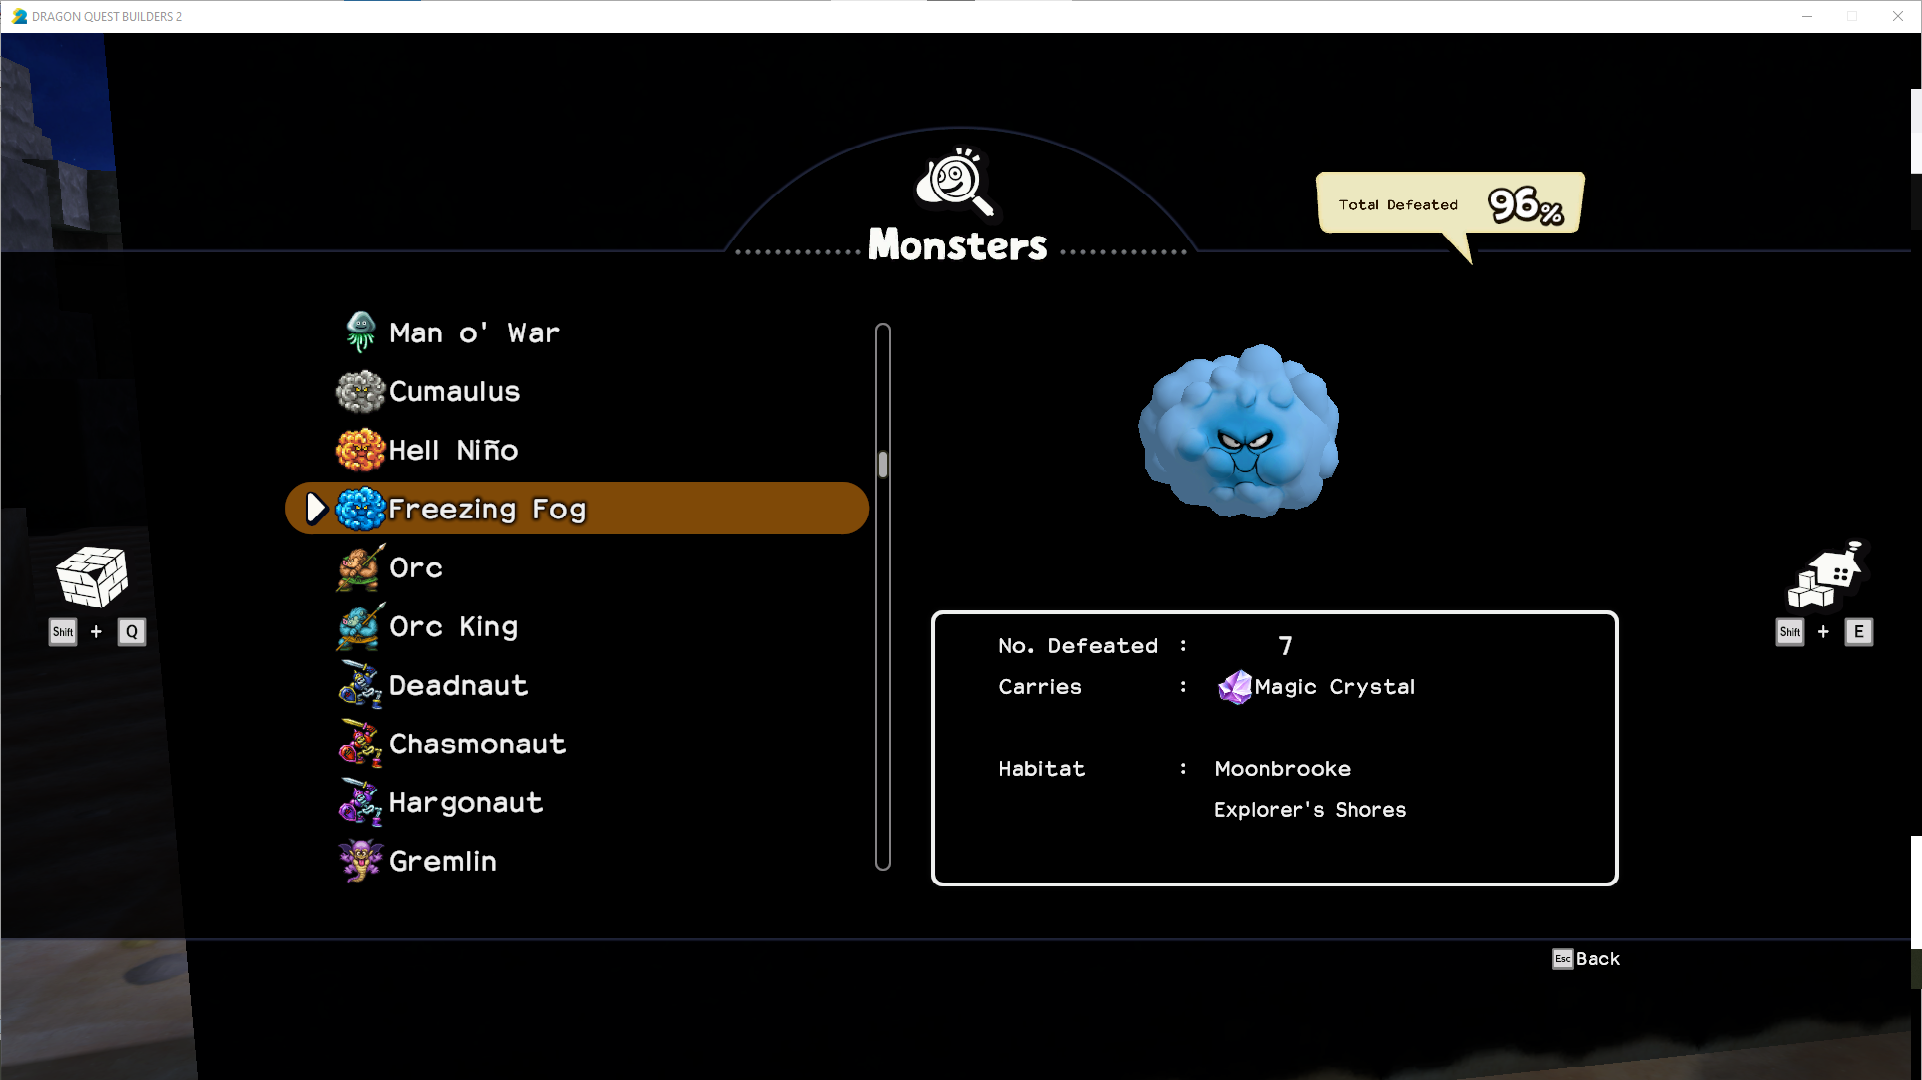 DRAGON QUEST BUILDERS 2
Total Defeated 96%
Monsters
Man o' War
Cumaulus
Hell Niño
Freezing Fog
Orc
Orc King
Deadnaut
Chasmonaut
Hargonaut
Gremlin
No. Defeated : 7
Carries : Magic Crystal
Habitat : Moonbrooke
Explorer's Shores
Shift + Q
Shift + E
Esc Back